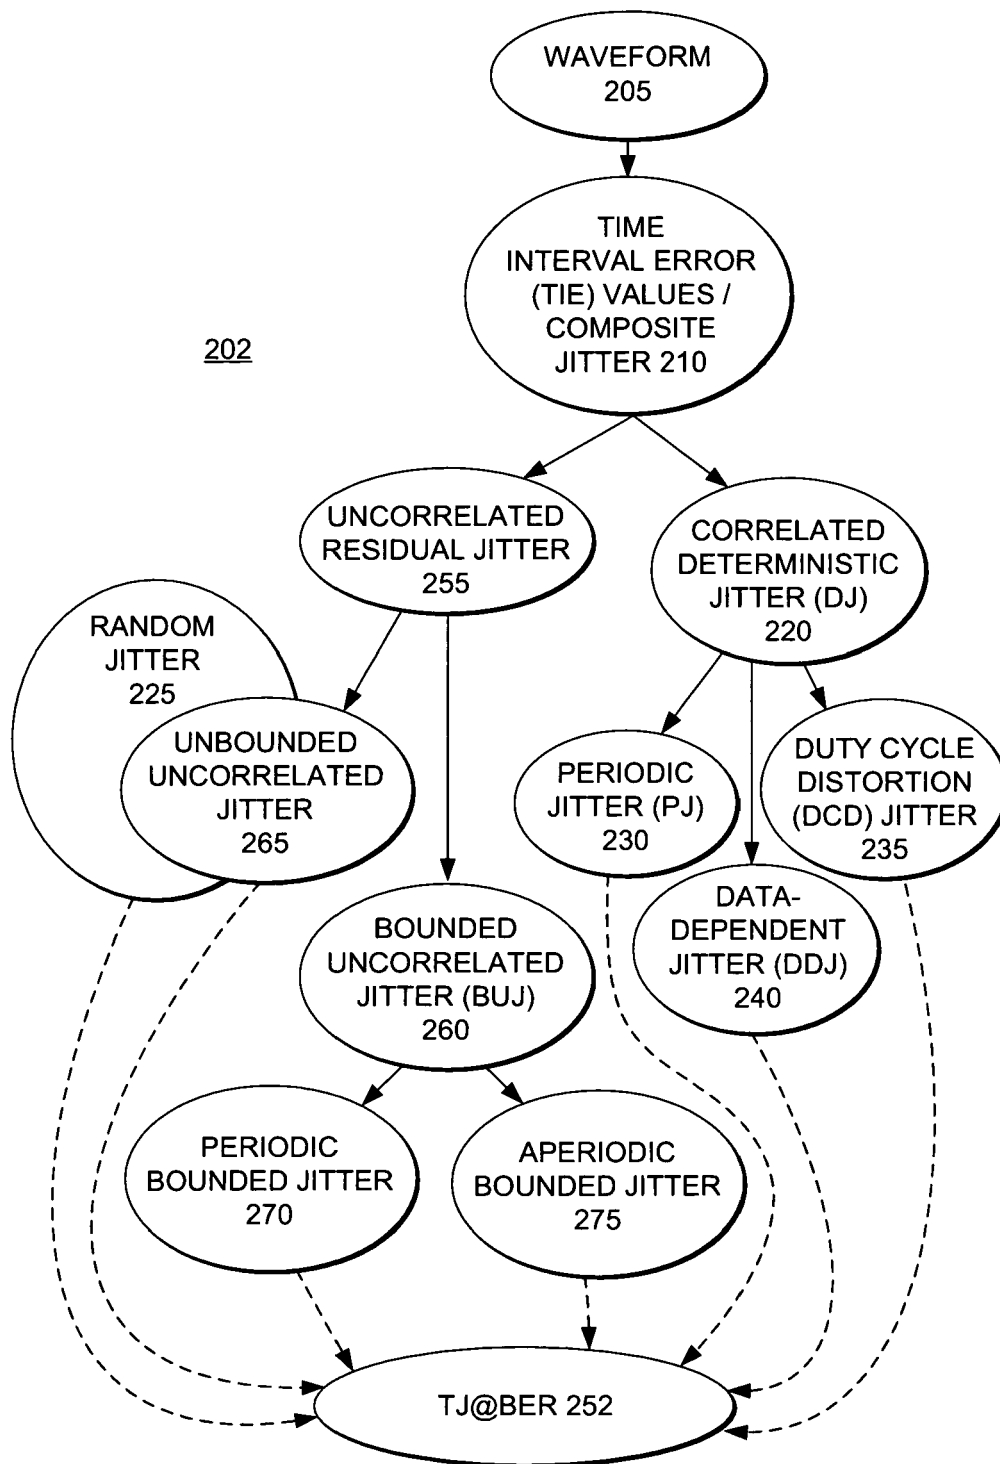 WAVEFORM
205
TIME
INTERVAL ERROR
(TIE) VALUES /
COMPOSITE
JITTER 210
202
UNCORRELATED
RESIDUAL JITTER
255
CORRELATED
DETERMINISTIC
JITTER (DJ)
220
RANDOM
JITTER
225
UNBOUNDED
UNCORRELATED
JITTER
265
PERIODIC
JITTER (PJ)
230
DUTY CYCLE
DISTORTION
(DCD) JITTER
235
BOUNDED
UNCORRELATED
JITTER (BUJ)
260
DATA-
DEPENDENT
JITTER (DDJ)
240
PERIODIC
BOUNDED JITTER
270
APERIODIC
BOUNDED JITTER
275
TJ@BER 252